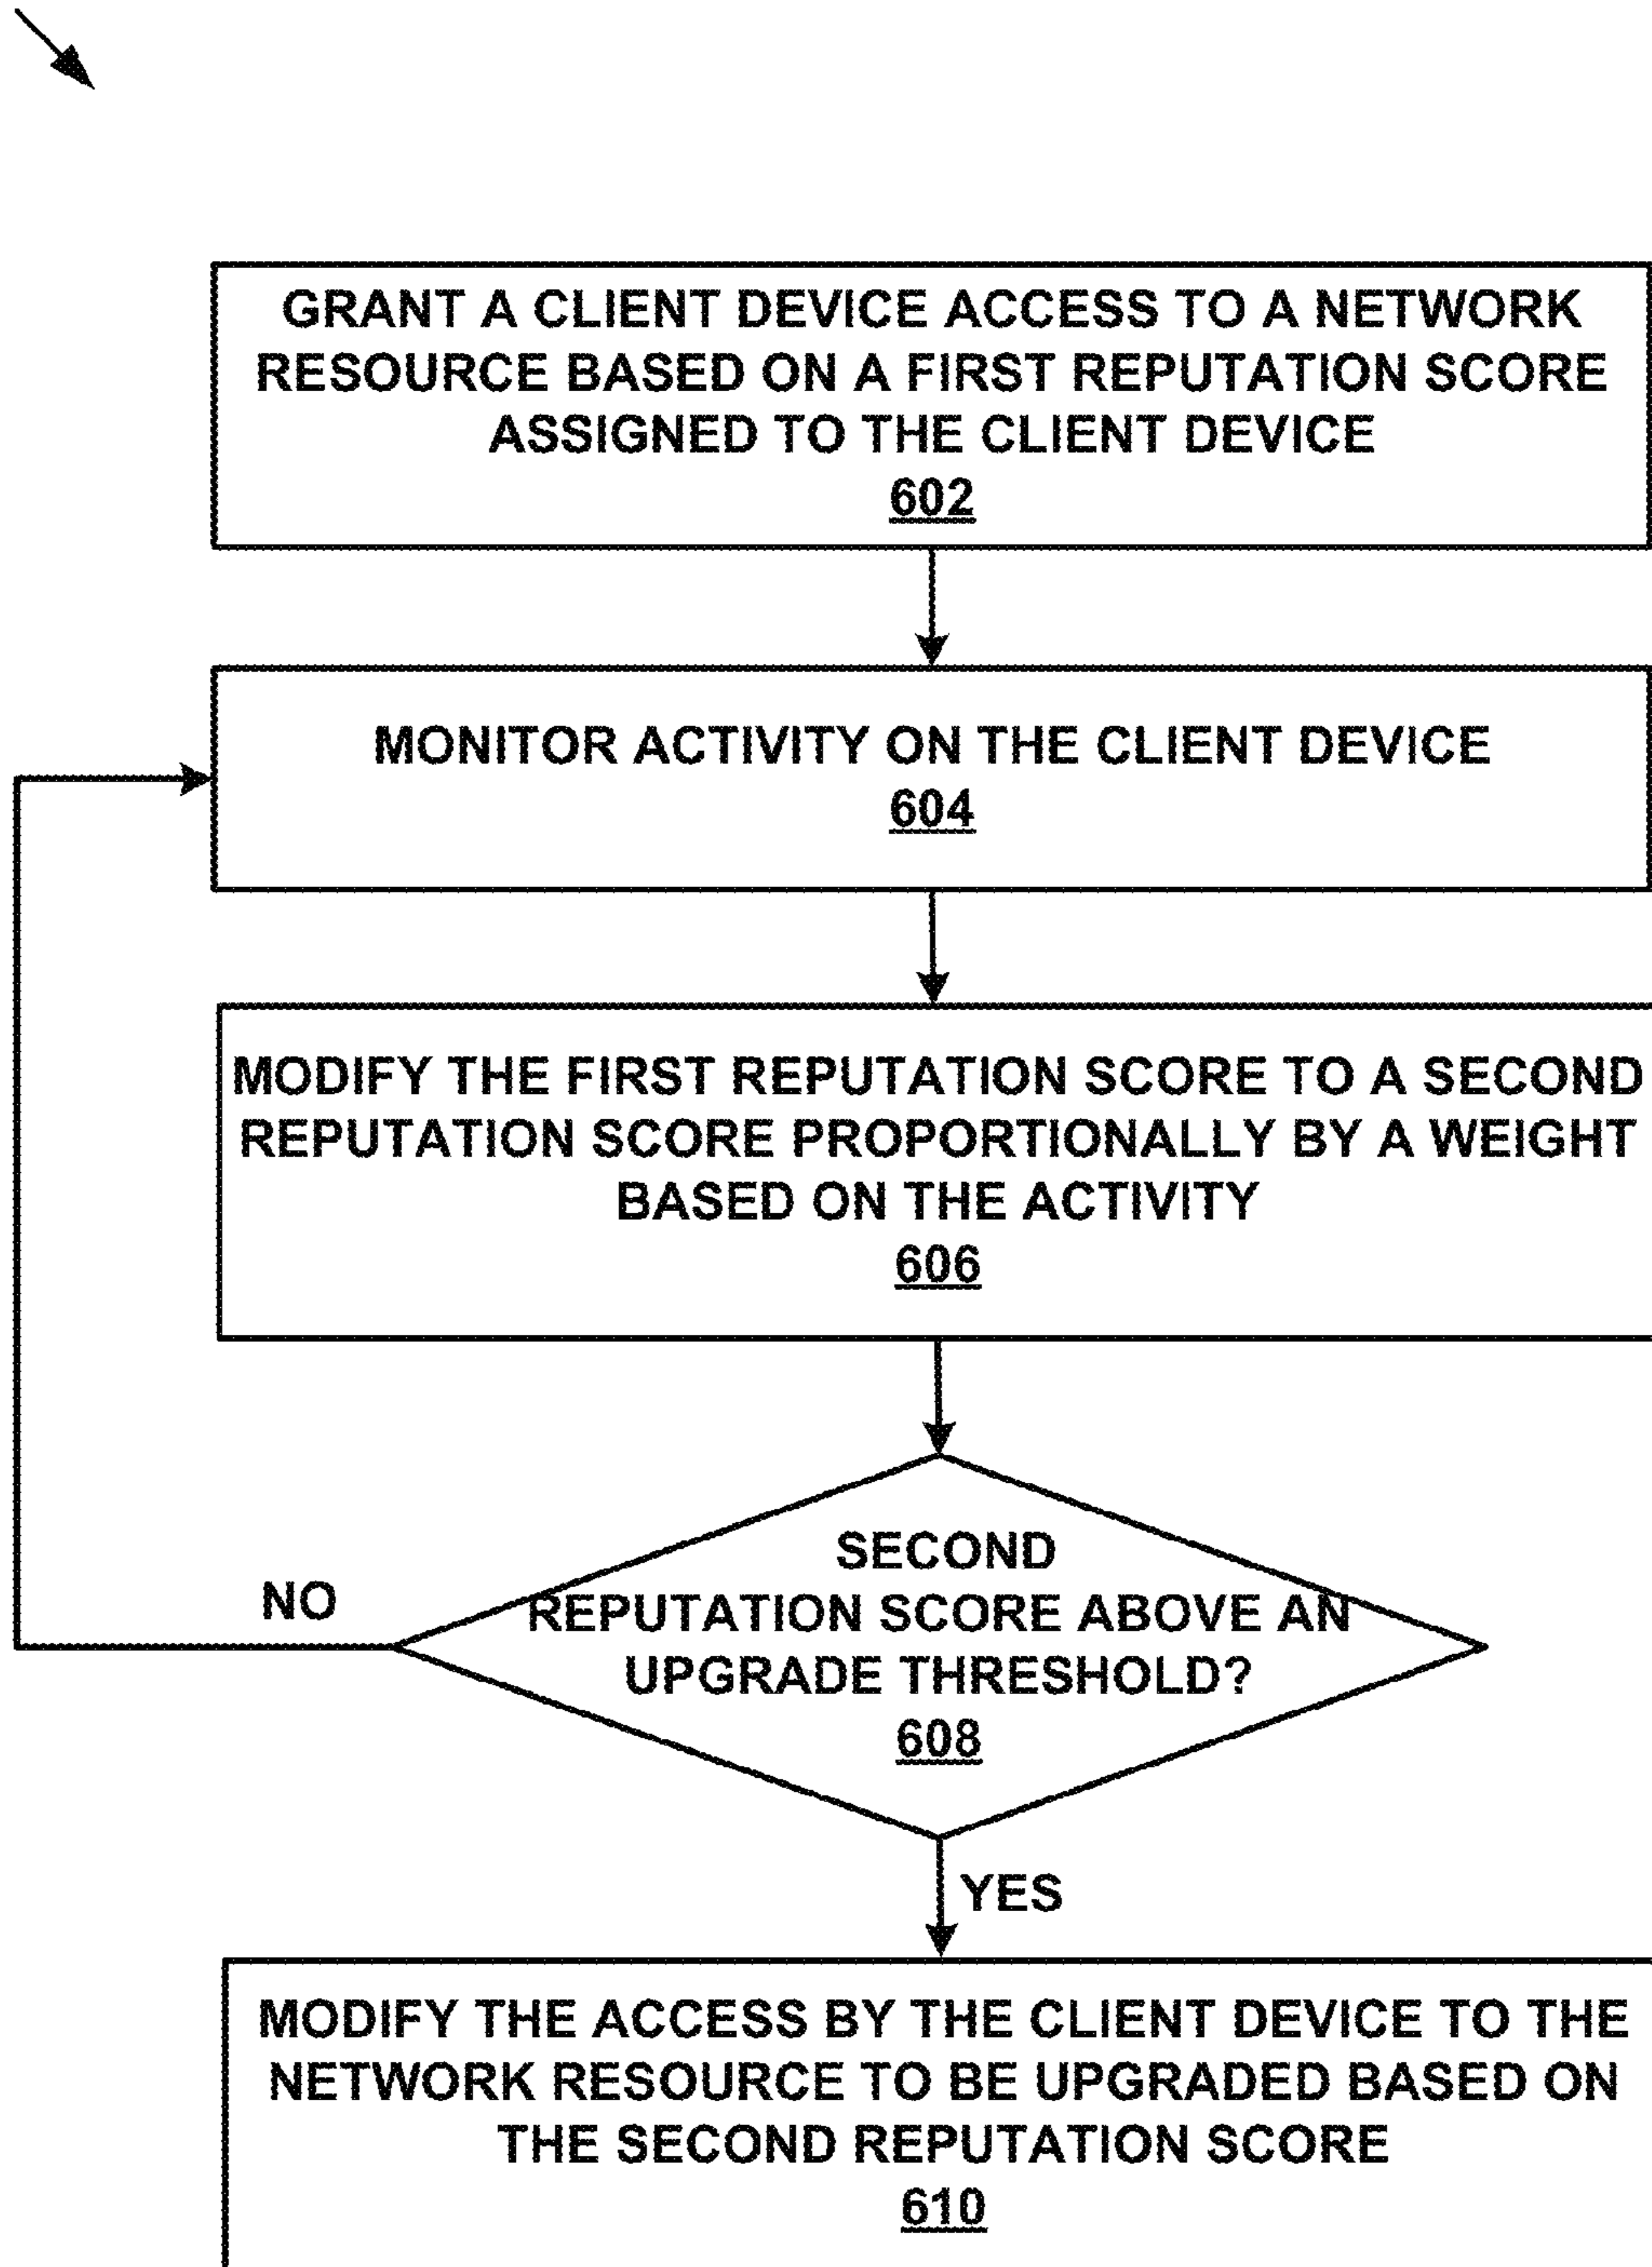 GRANT A CLIENT DEVICE ACCESS TO A NETWORK
RESOURCE BASED ON A FIRST REPUTATION SCORE
ASSIGNED TO THE CLIENT DEVICE
602
MONITOR ACTIVITY ON THE CLIENT DEVICE
604
MODIFY THE FIRST REPUTATION SCORE TO A SECOND
REPUTATION SCORE PROPORTIONALLY BY A WEIGHT
BASED ON THE ACTIVITY
606
SECOND
REPUTATION SCORE ABOVE AN
UPGRADE THRESHOLD?
608
NO
YES
MODIFY THE ACCESS BY THE CLIENT DEVICE TO THE
NETWORK RESOURCE TO BE UPGRADED BASED ON
THE SECOND REPUTATION SCORE
610